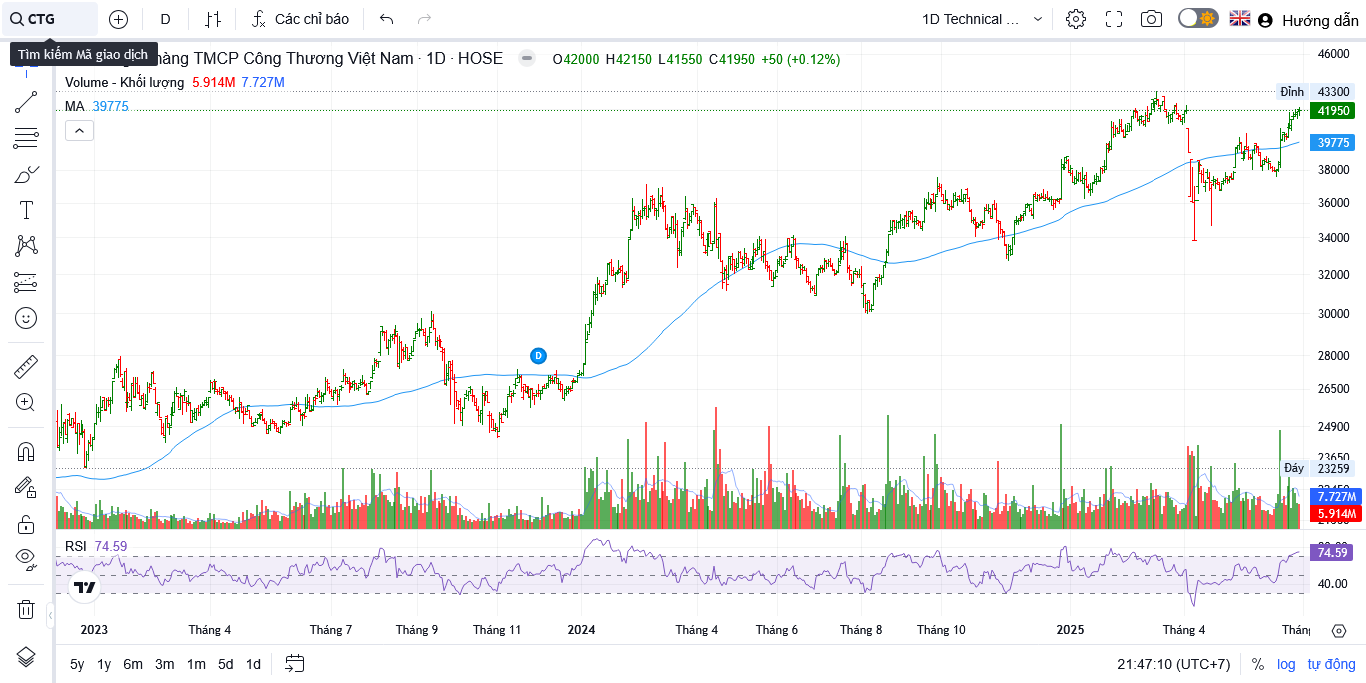 CTG
D
Các chỉ báo
1D Technical ...
Hướng dẫn
Tìm kiếm Mã giao dịch
hàng TMCP Công Thương Việt Nam · 1D · HOSE
O42000 H42150 L41550 C41950 +50 (+0.12%)
Volume - Khối lượng 5.914M 7.727M
MA 39775
46000
Đỉnh 43300
41950
39775
38000
36000
34000
32000
30000
D
28000
26500
24900
23650
Đáy 23259
7.727M
5.914M
RSI 74.59
74.59
40.00
2023 Tháng 4 Tháng 7 Tháng 9 Tháng 11 2024 Tháng 4 Tháng 6 Tháng 8 Tháng 10 2025 Tháng 4
5y 1y 6m 3m 1m 5d 1d
21:47:10 (UTC+7) % log tự động